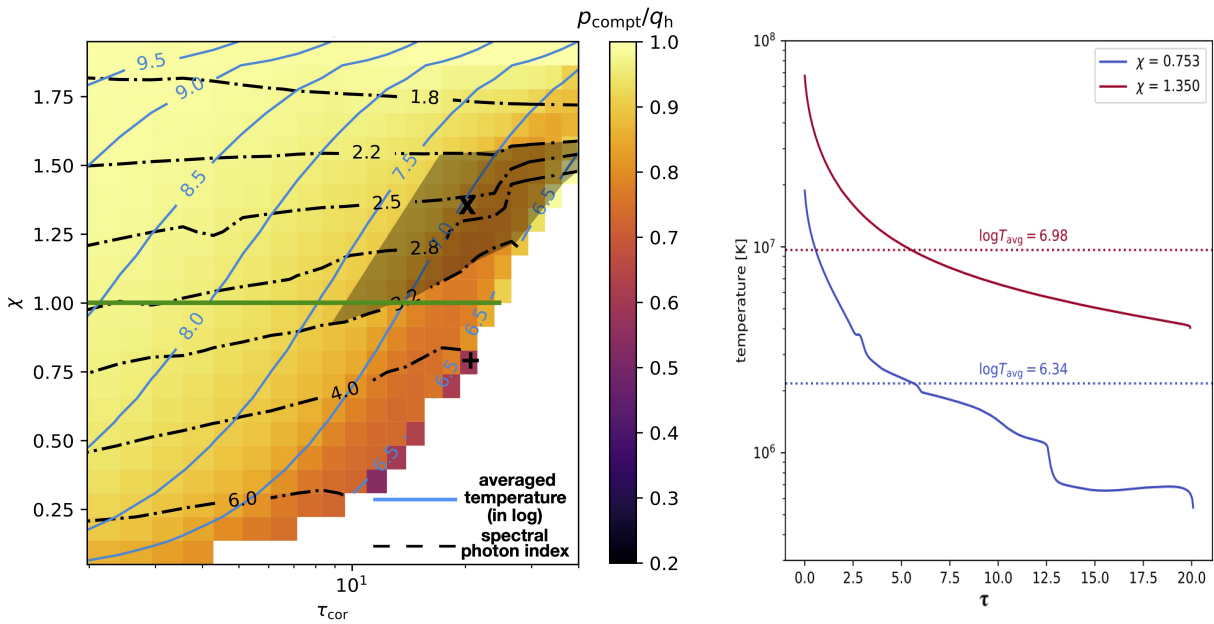 p_compt/q_h
9.5
9.0
1.8
2.2
7.5
8.5
2.5
6.5
7.0
2.8
3.2
8.0
6.5
4.0
6.5
6.5
6.0
averaged
temperature
(in log)
spectral
photon index
x
+
1.75
1.50
1.25
1.00
0.75
0.50
0.25
χ
10^1
τ_cor
1.0
0.9
0.8
0.7
0.6
0.5
0.4
0.3
0.2
χ = 0.753
χ = 1.350
logT_avg = 6.98
logT_avg = 6.34
10^8
10^7
10^6
temperature [K]
0.0 2.5 5.0 7.5 10.0 12.5 15.0 17.5 20.0
τ